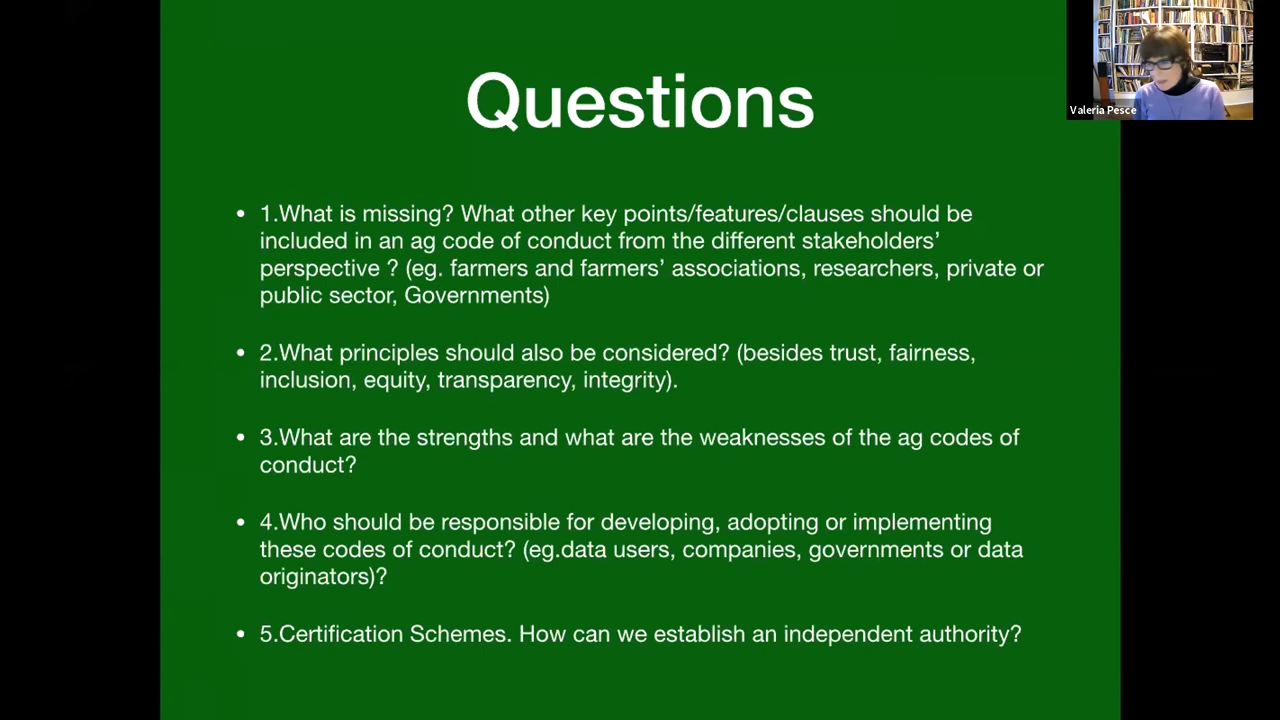 Questions
• 1.What is missing? What other key points/features/clauses should be
included in an ag code of conduct from the different stakeholders’
perspective ? (eg. farmers and farmers’ associations, researchers, private or
public sector, Governments)
• 2.What principles should also be considered? (besides trust, fairness,
inclusion, equity, transparency, integrity).
• 3.What are the strengths and what are the weaknesses of the ag codes of
conduct?
• 4.Who should be responsible for developing, adopting or implementing
these codes of conduct? (eg.data users, companies, governments or data
originators)?
• 5.Certification Schemes. How can we establish an independent authority?
Valeria Pesce